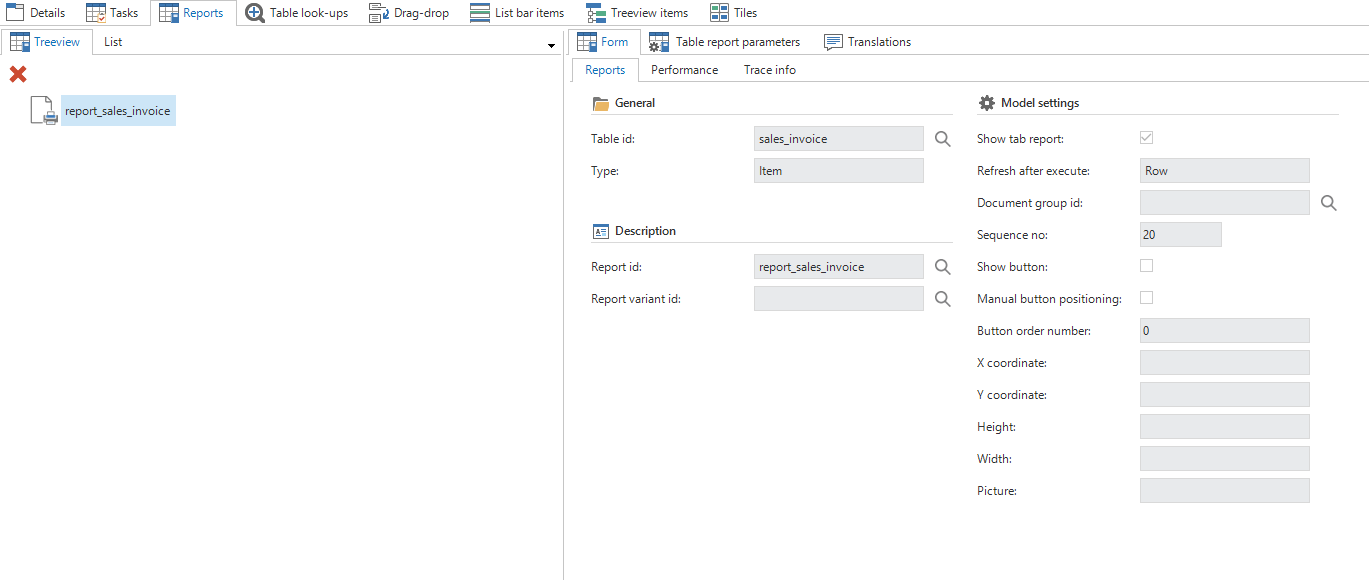 Details Tasks Reports Table look-ups Drag-drop List bar items Treeview items Tiles
Treeview List
report_sales_invoice
Form Table report parameters Translations
Reports Performance Trace info
General
Table id: sales_invoice
Type: Item
Description
Report id: report_sales_invoice
Report variant id:
Model settings
Show tab report:
Refresh after execute: Row
Document group id:
Sequence no: 20
Show button:
Manual button positioning:
Button order number: 0
X coordinate:
Y coordinate:
Height:
Width:
Picture: